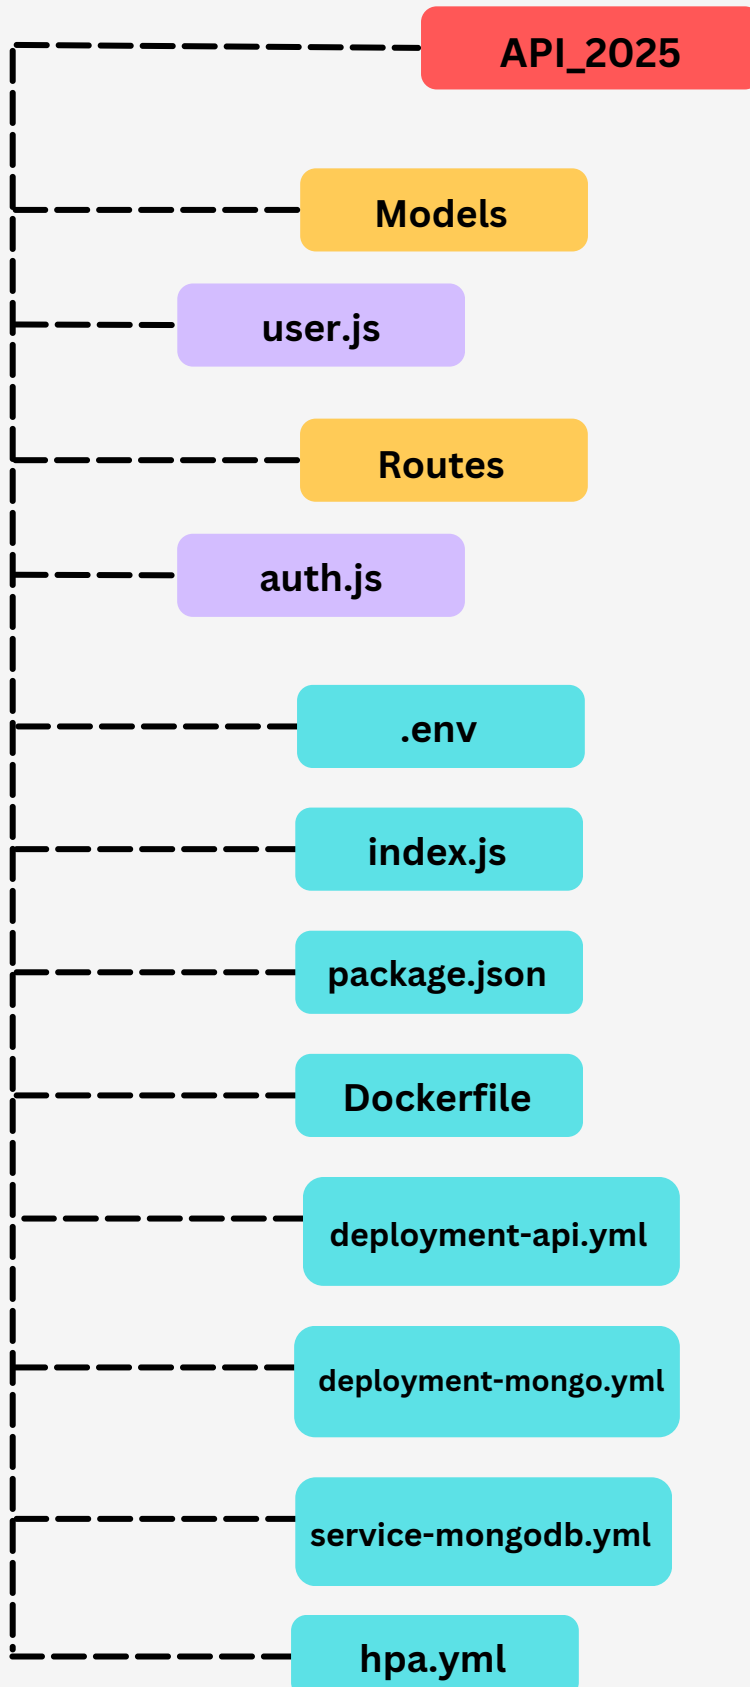 API_2025
Models
user.js
Routes
auth.js
.env
index.js
package.json
Dockerfile
deployment-api.yml
deployment-mongo.yml
service-mongodb.yml
hpa.yml